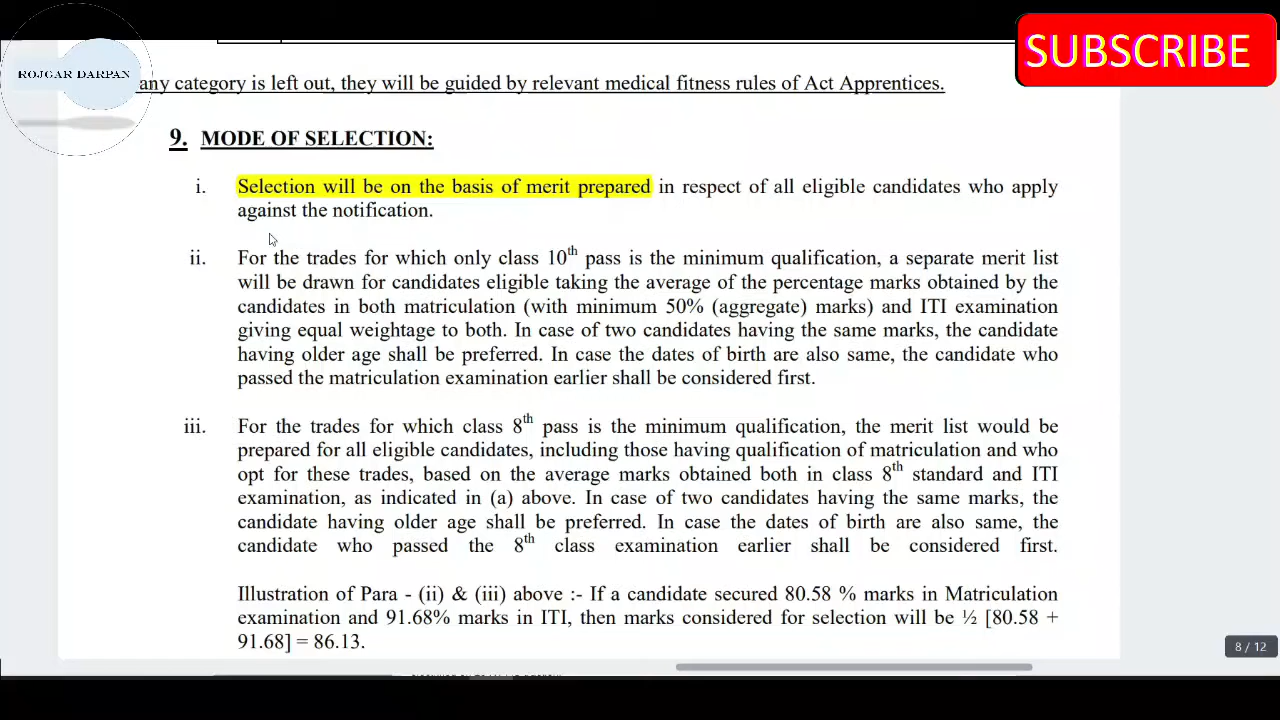 ROJGAR DARPAN
SUBSCRIBE
any category is left out, they will be guided by relevant medical fitness rules of Act Apprentices.
9. MODE OF SELECTION:
i. Selection will be on the basis of merit prepared in respect of all eligible candidates who apply
against the notification.
ii. For the trades for which only class 10th pass is the minimum qualification, a separate merit list
will be drawn for candidates eligible taking the average of the percentage marks obtained by the
candidates in both matriculation (with minimum 50% (aggregate) marks) and ITI examination
giving equal weightage to both. In case of two candidates having the same marks, the candidate
having older age shall be preferred. In case the dates of birth are also same, the candidate who
passed the matriculation examination earlier shall be considered first.
iii. For the trades for which class 8th pass is the minimum qualification, the merit list would be
prepared for all eligible candidates, including those having qualification of matriculation and who
opt for these trades, based on the average marks obtained both in class 8th standard and ITI
examination, as indicated in (a) above. In case of two candidates having the same marks, the
candidate having older age shall be preferred. In case the dates of birth are also same, the
candidate who passed the 8th class examination earlier shall be considered first.
Illustration of Para - (ii) & (iii) above :- If a candidate secured 80.58 % marks in Matriculation
examination and 91.68% marks in ITI, then marks considered for selection will be ½ [80.58 +
91.68] = 86.13.
8 / 12